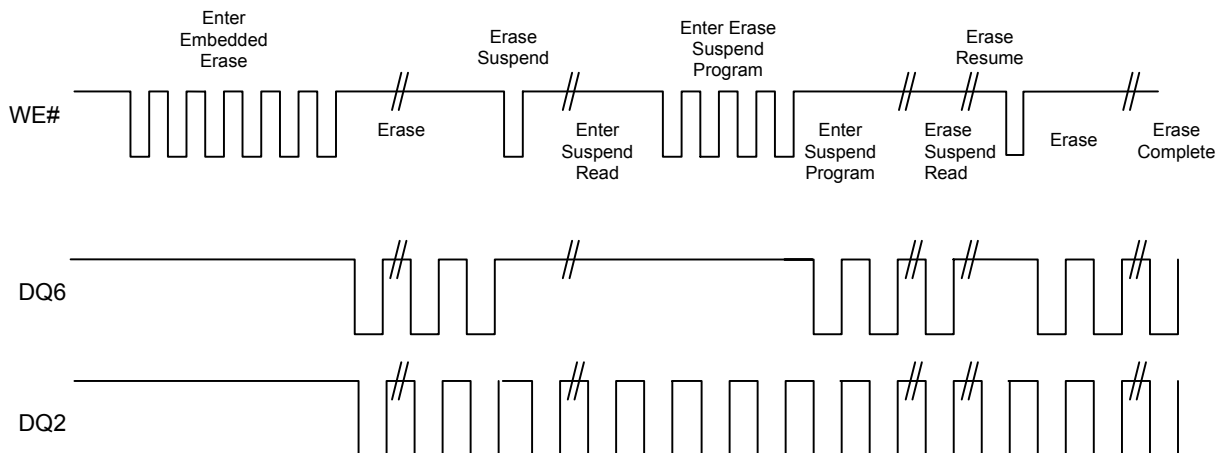 Enter
Embedded
Erase
Erase
Suspend
Enter Erase
Suspend
Program
Erase
Resume
WE#
Erase
Enter
Suspend
Read
Enter
Suspend
Program
Erase
Suspend
Read
Erase
Erase
Complete
DQ6
DQ2